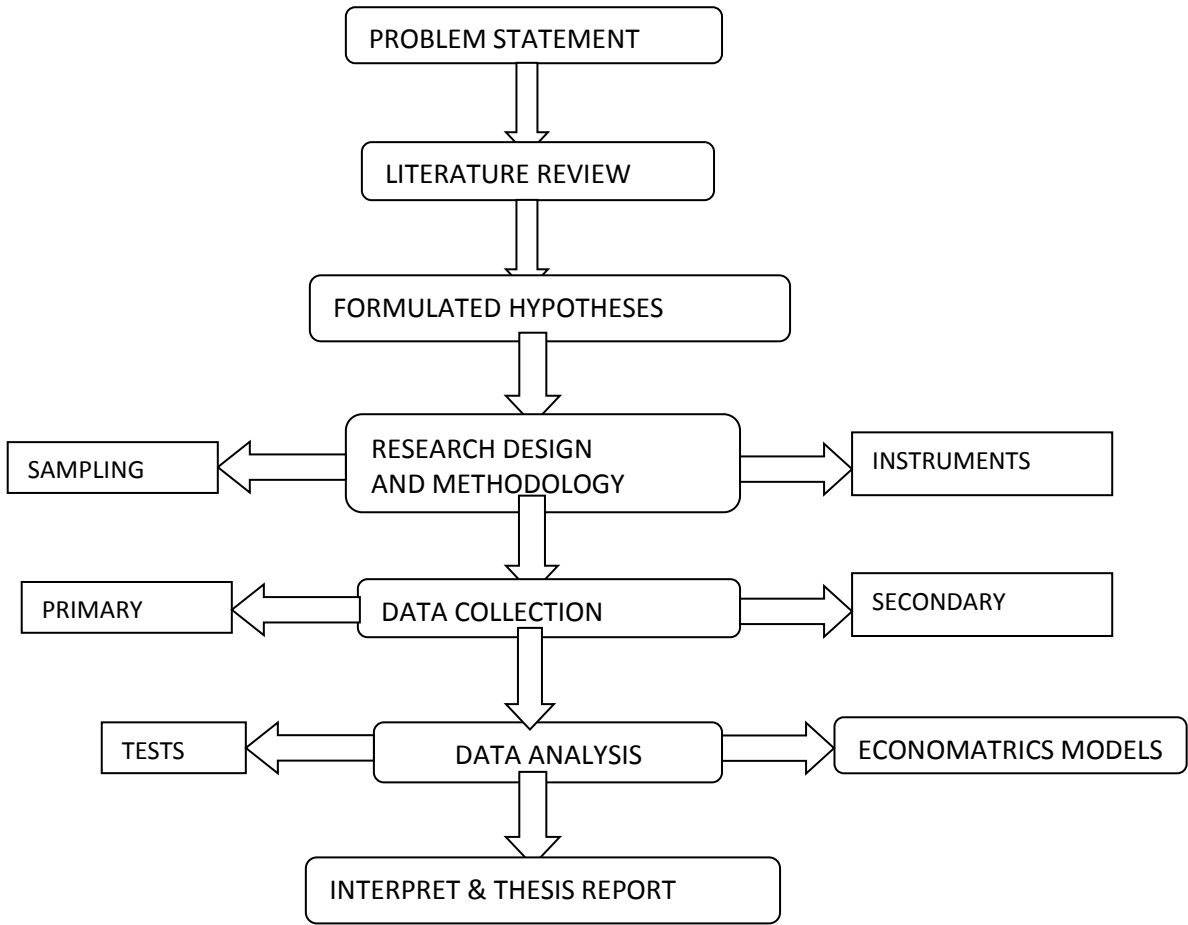 PROBLEM STATEMENT
LITERATURE REVIEW
FORMULATED HYPOTHESES
SAMPLING
RESEARCH DESIGN
AND METHODOLOGY
INSTRUMENTS
PRIMARY
DATA COLLECTION
SECONDARY
TESTS
DATA ANALYSIS
ECONOMATRICS MODELS
INTERPRET & THESIS REPORT